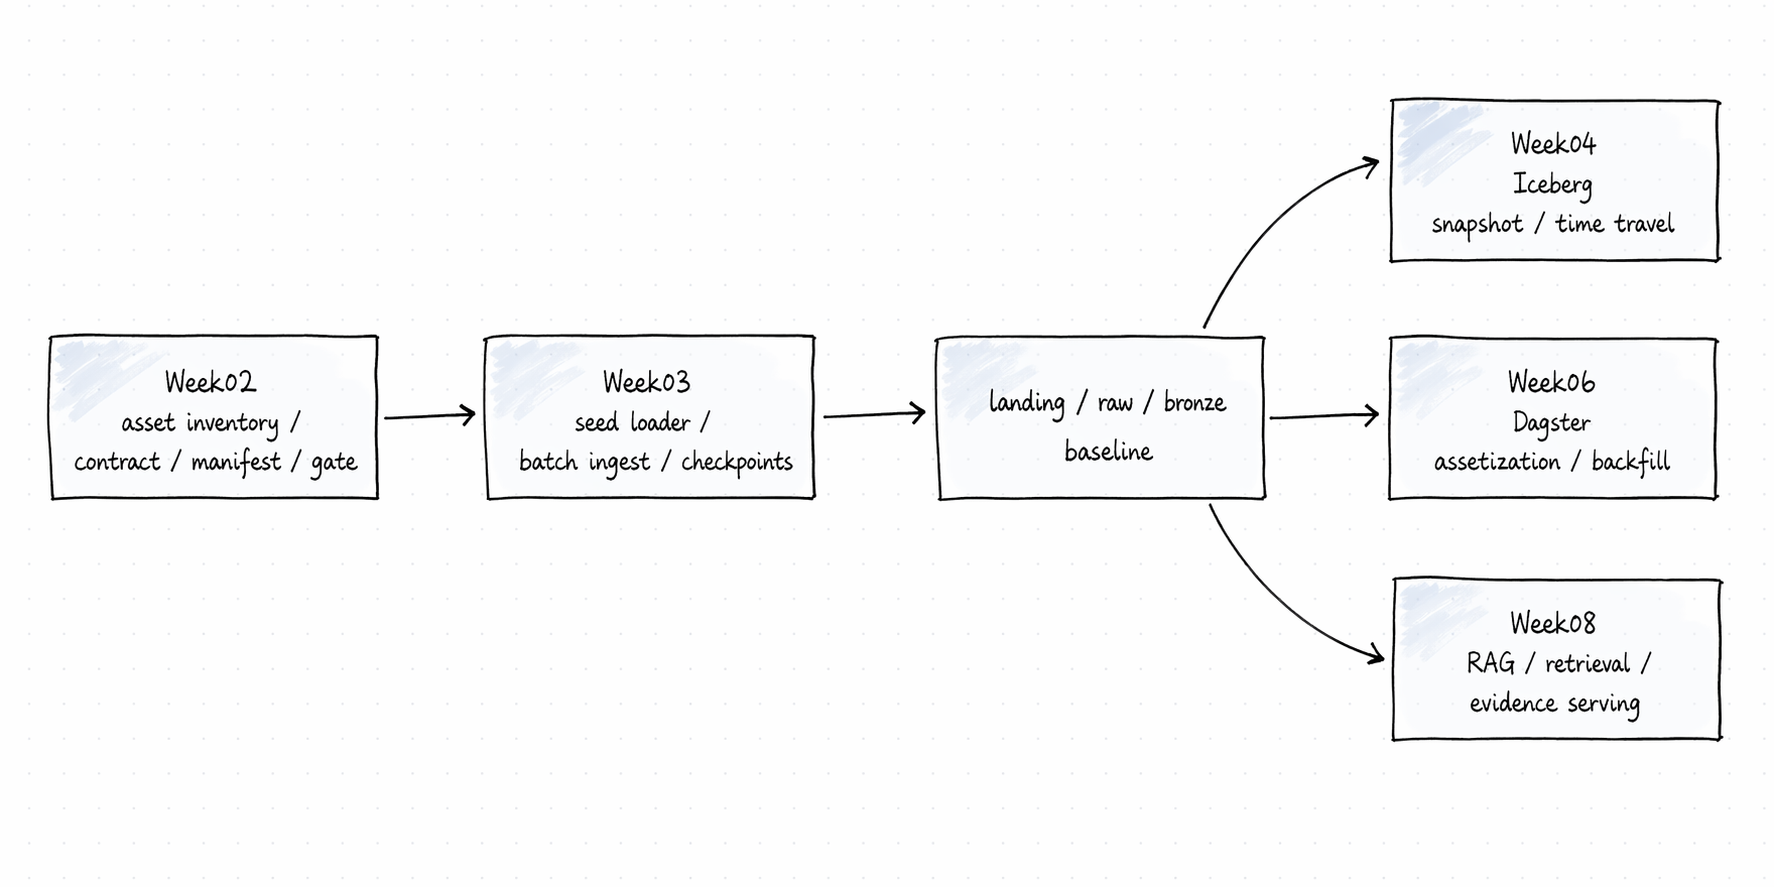 Week02
asset inventory /
contract / manifest / gate
Week03
seed loader /
batch ingest / checkpoints
landing / raw / bronze
baseline
Week04
Iceberg
snapshot / time travel
Week06
Dagster
assetization / backfill
Week08
RAG / retrieval /
evidence serving